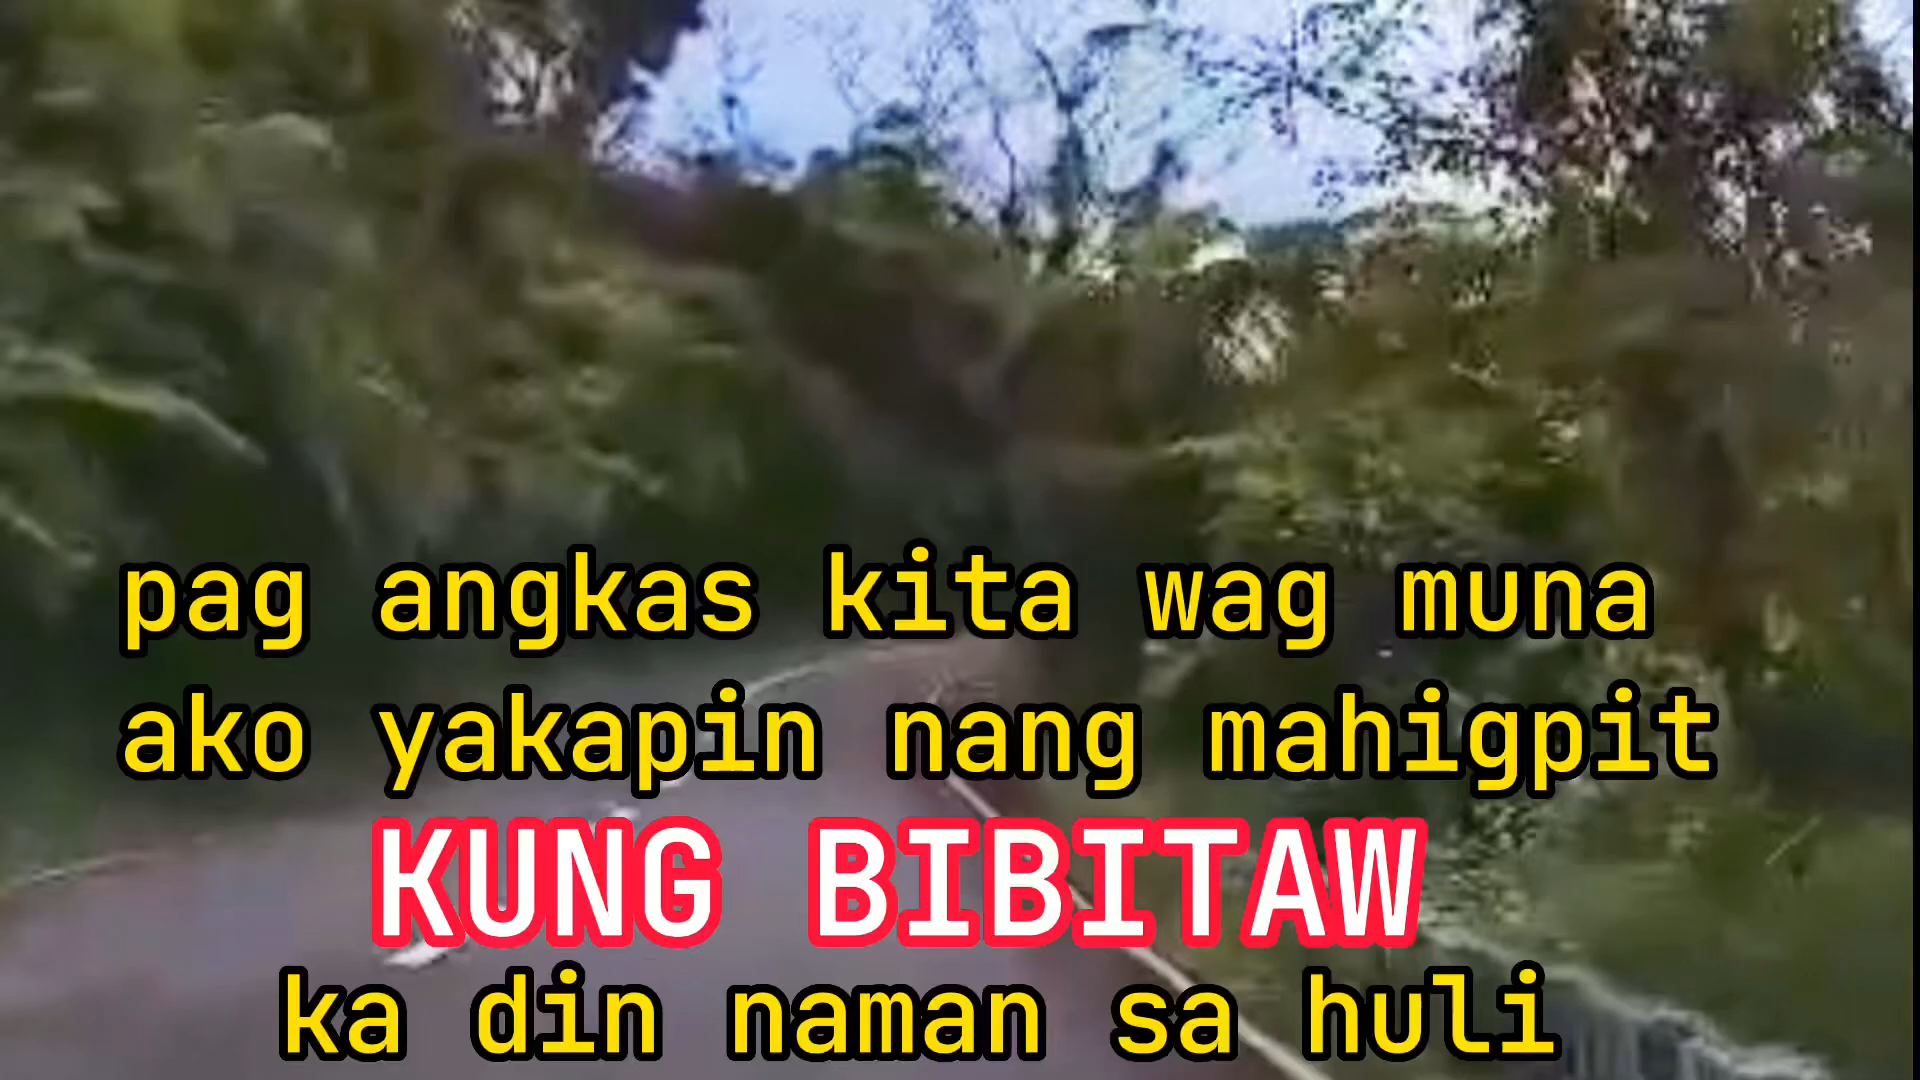 pag angkas kita wag muna
ako yakapin nang mahigpit
KUNG BIBITAW
ka din naman sa huli